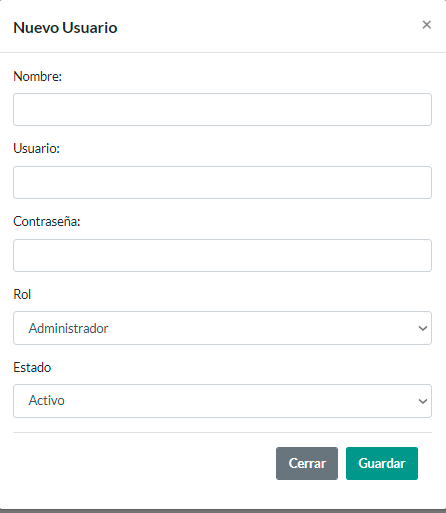 Nuevo Usuario ×
Nombre:
Usuario:
Contraseña:
Rol
Administrador
Estado
Activo
Cerrar Guardar